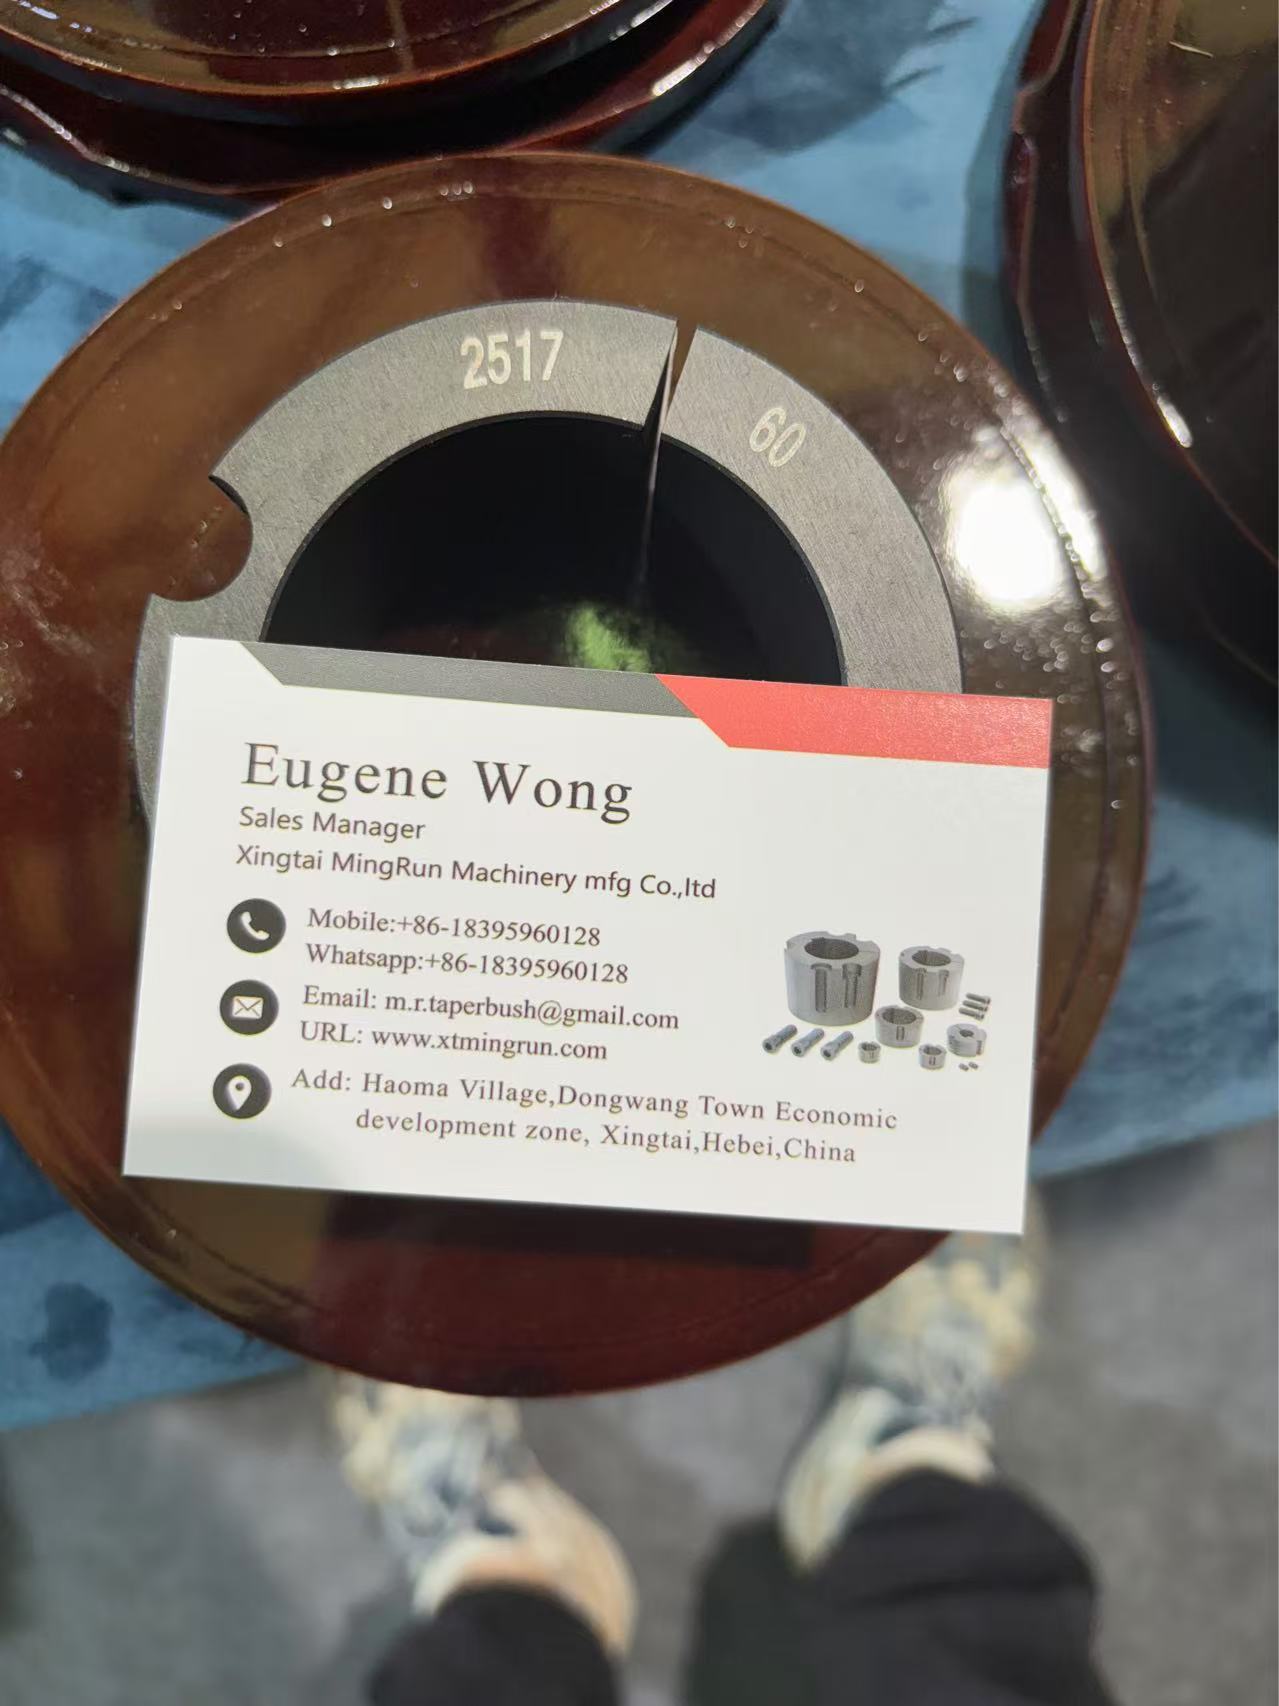 2517
60
Eugene Wong
Sales Manager
Xingtai MingRun Machinery mfg Co.,ltd
Mobile:+86-18395960128
Whatsapp:+86-18395960128
Email: m.r.taperbush@gmail.com
URL: www.xtmingrun.com
Add: Haoma Village,Dongwang Town Economic
development zone, Xingtai,Hebei,China